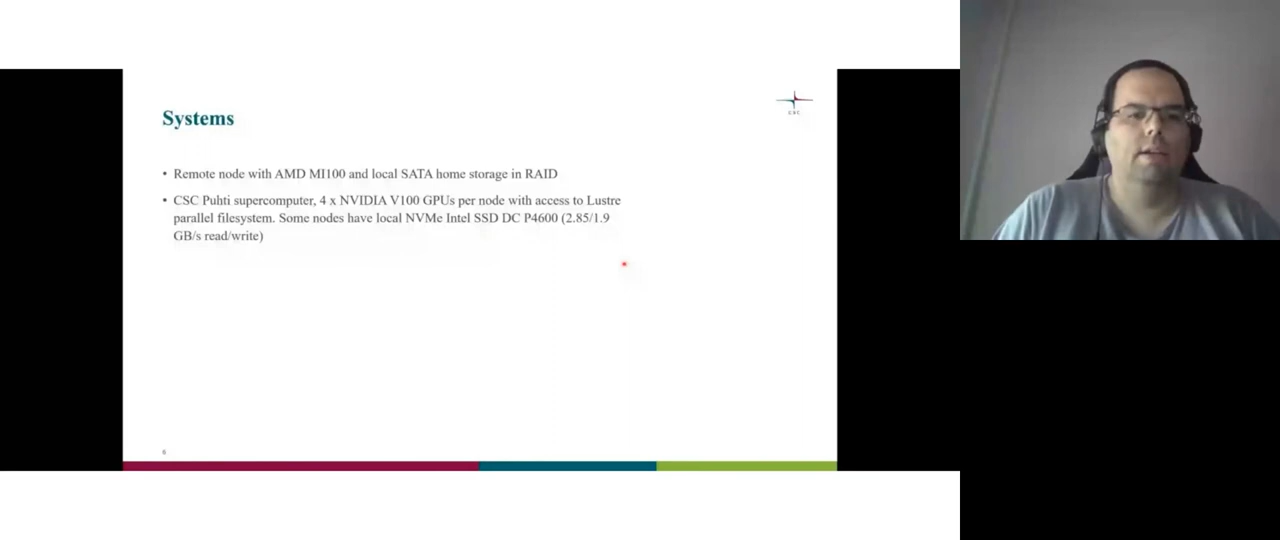 Systems
CSC
• Remote node with AMD MI100 and local SATA home storage in RAID
• CSC Puhti supercomputer, 4 x NVIDIA V100 GPUs per node with access to Lustre
parallel filesystem. Some nodes have local NVMe Intel SSD DC P4600 (2.85/1.9
GB/s read/write)
6